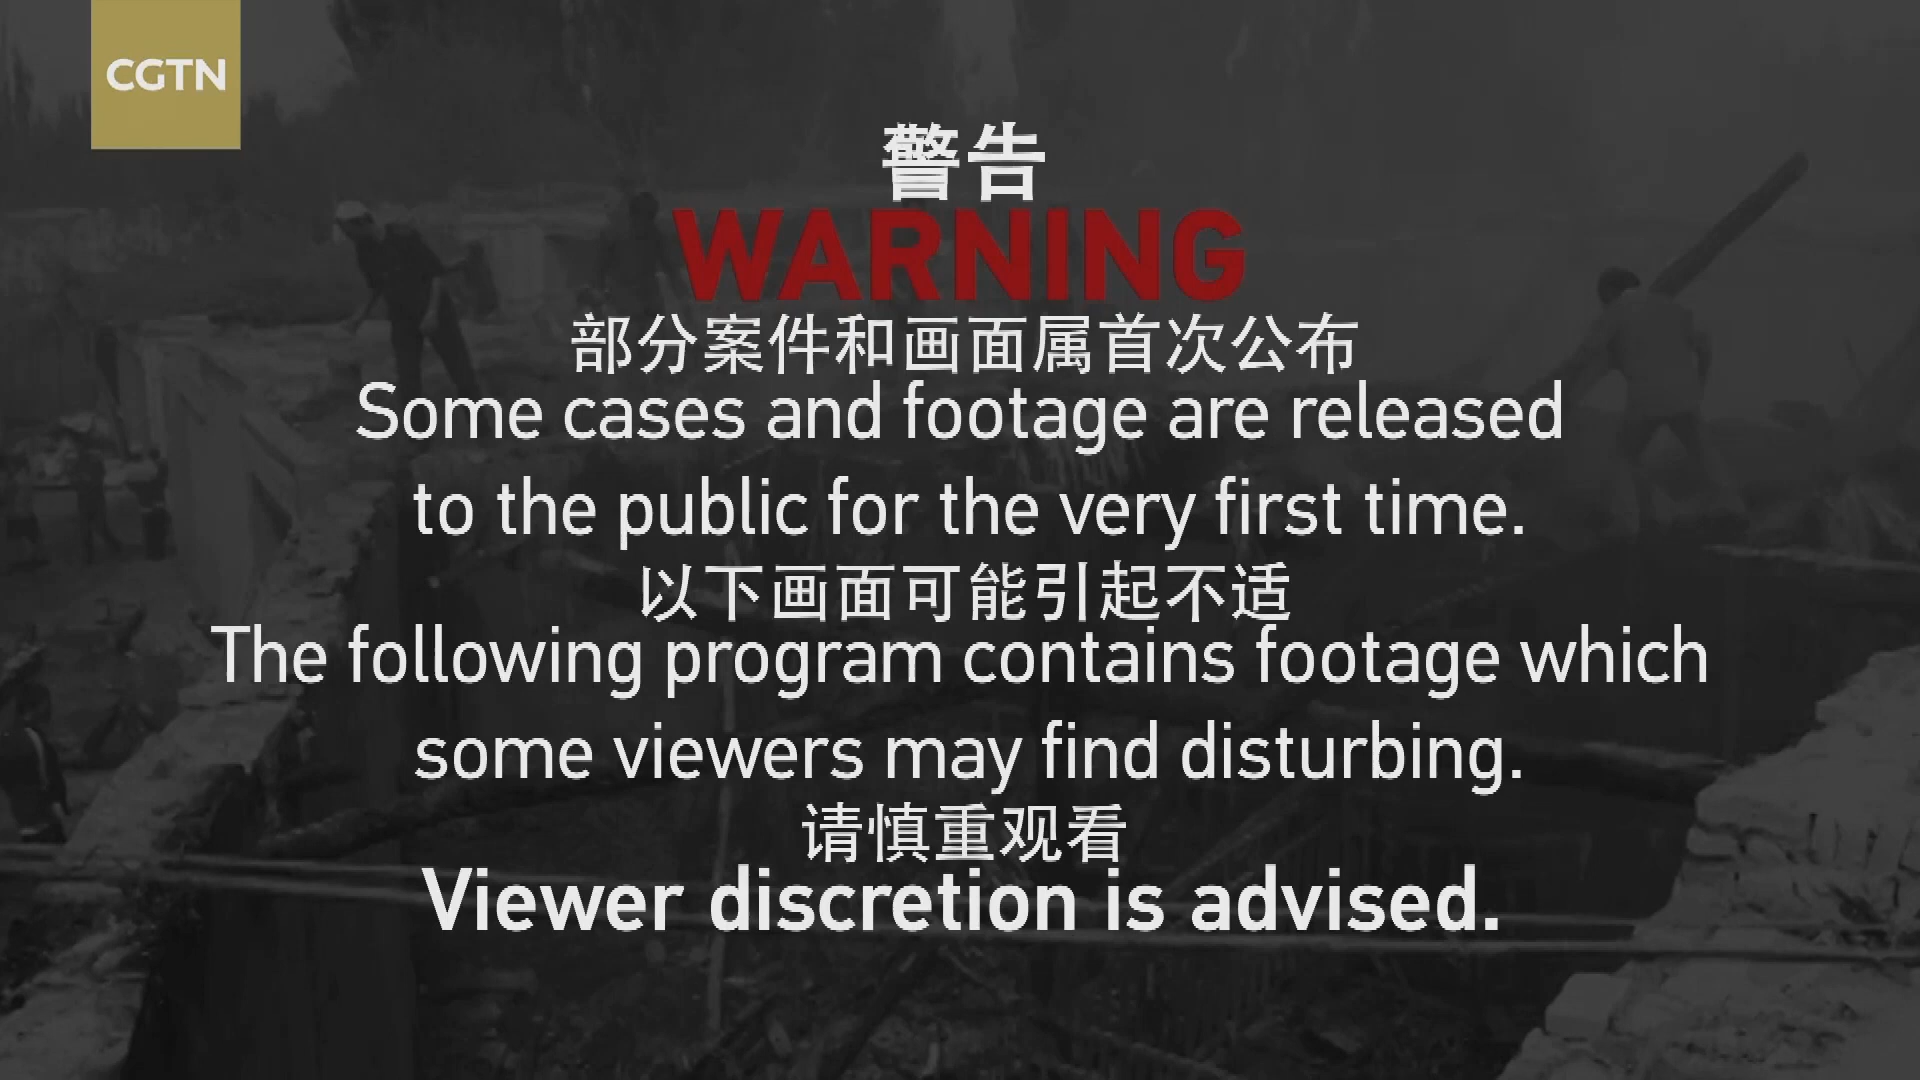 CGTN
警告
WARNING
部分案件和画面属首次公布
Some cases and footage are released
to the public for the very first time.
以下画面可能引起不适
The following program contains footage which
some viewers may find disturbing.
请慎重观看
Viewer discretion is advised.